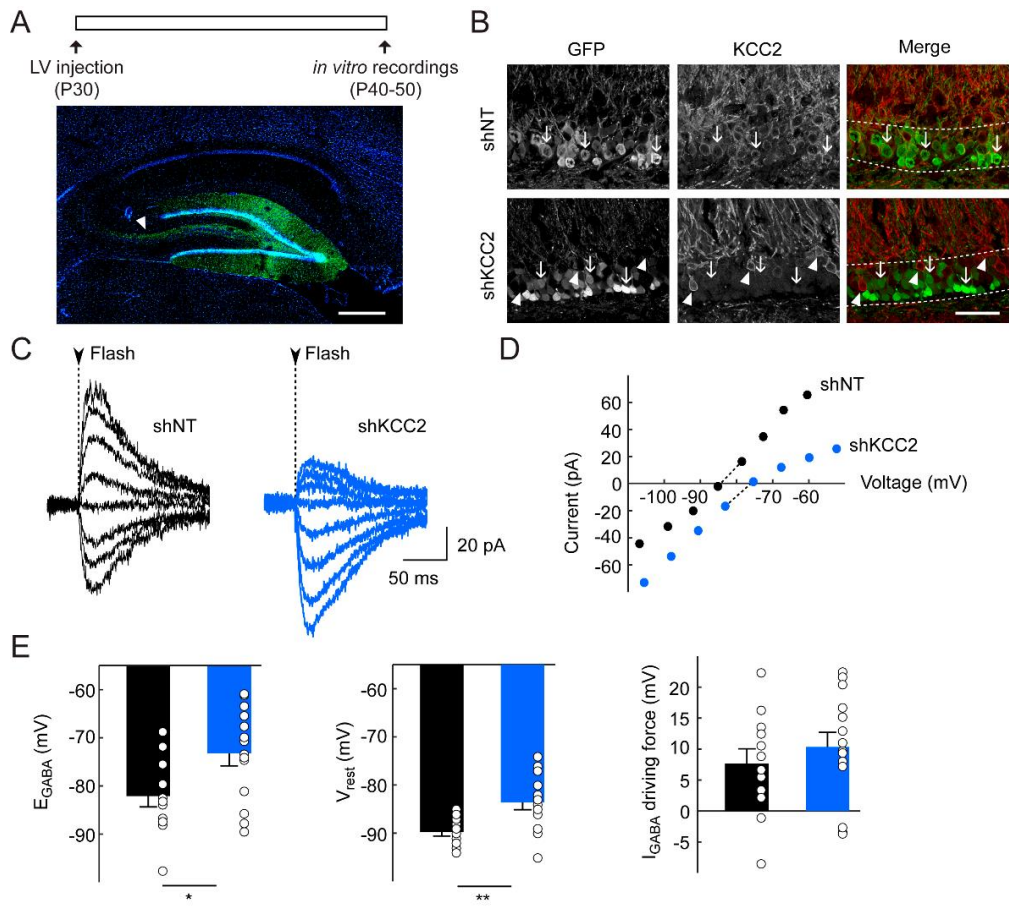 A
LV injection
(P30)
in vitro recordings
(P40-50)
B
GFP
KCC2
Merge
shNT
shKCC2
C
Flash
shNT
Flash
shKCC2
20 pA
50 ms
D
shNT
shKCC2
Current (pA)
60
40
20
0
-20
-40
-60
-100
-90
-70
-60
Voltage (mV)
E
E_GABA (mV)
-60
-70
-80
-90
*
V_rest (mV)
-60
-70
-80
-90
**
I_GABA driving force (mV)
20
15
10
5
0
-5